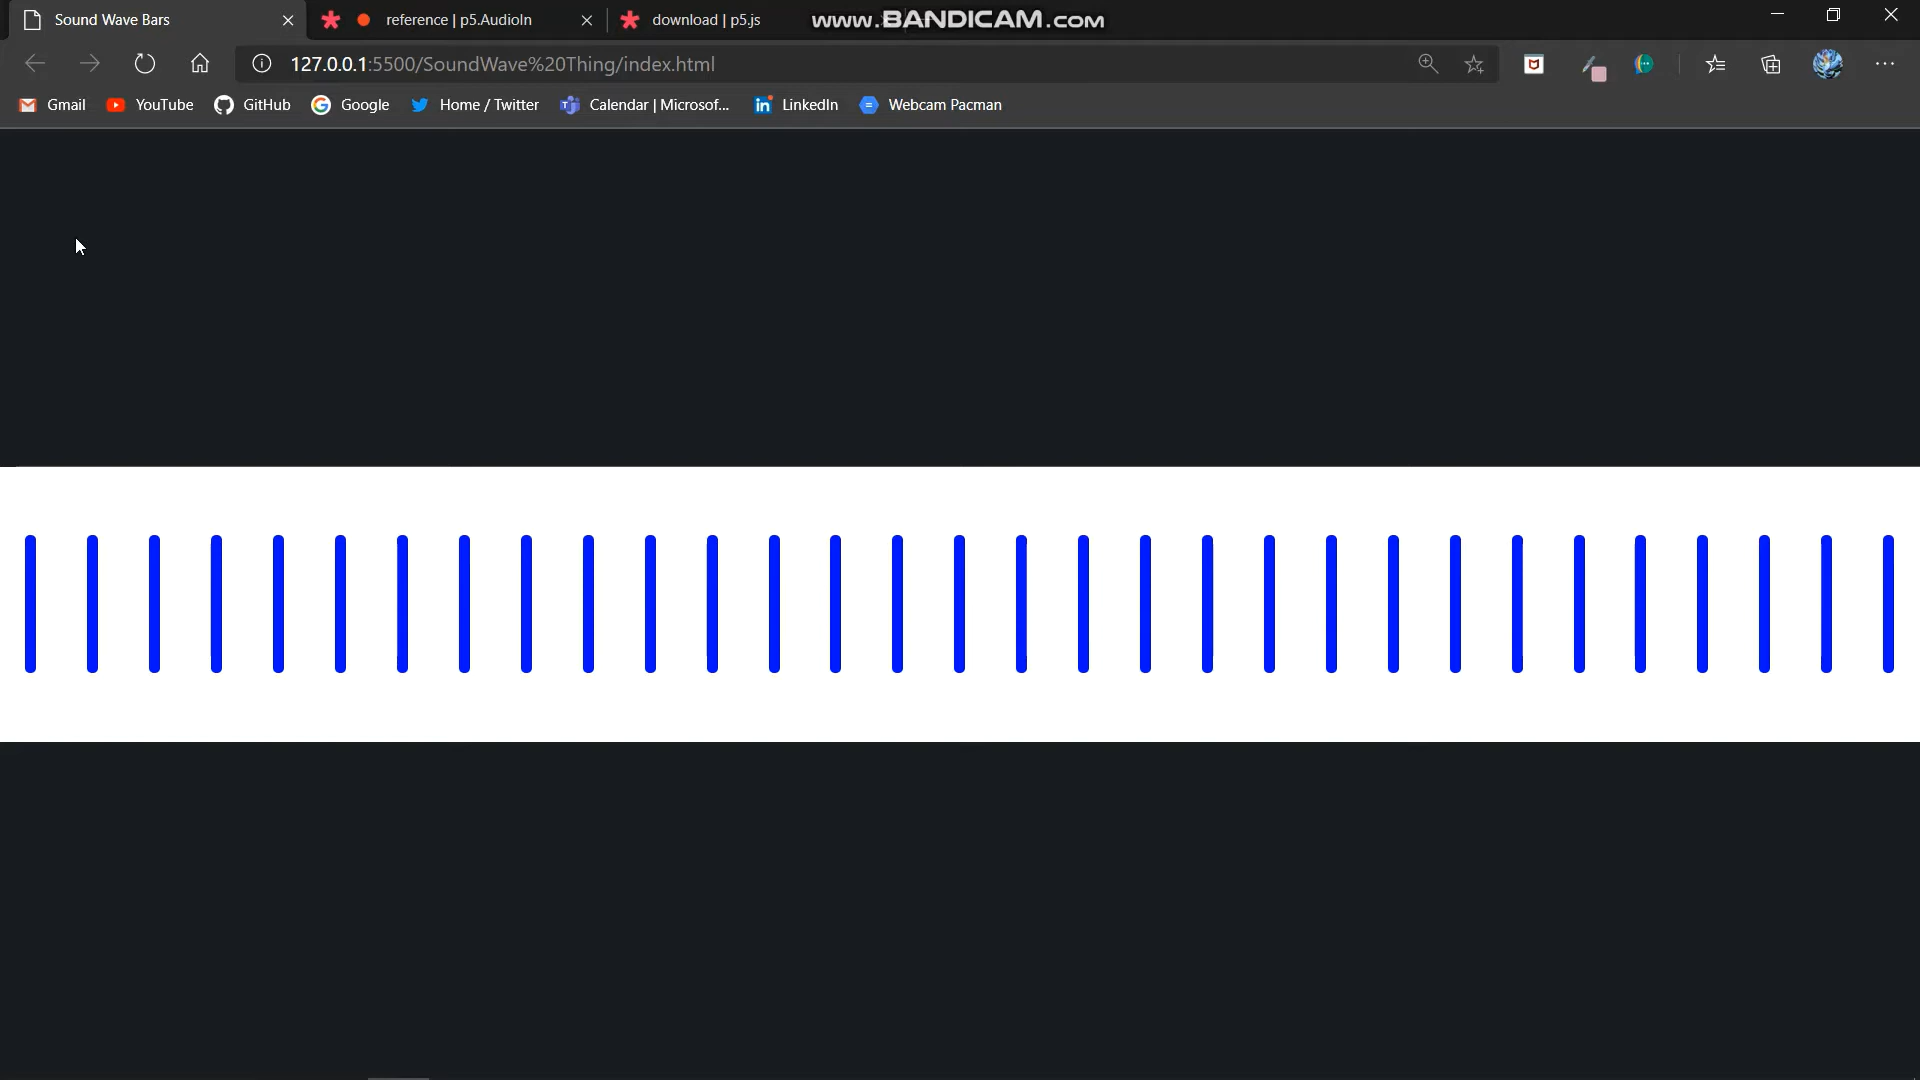 Sound Wave Bars
reference | p5.AudioIn
download | p5.js
www.BANDICAM.com
127.0.0.1:5500/SoundWave%20Thing/index.html
Gmail
YouTube
GitHub
Google
Home / Twitter
Calendar | Microsof...
LinkedIn
Webcam Pacman